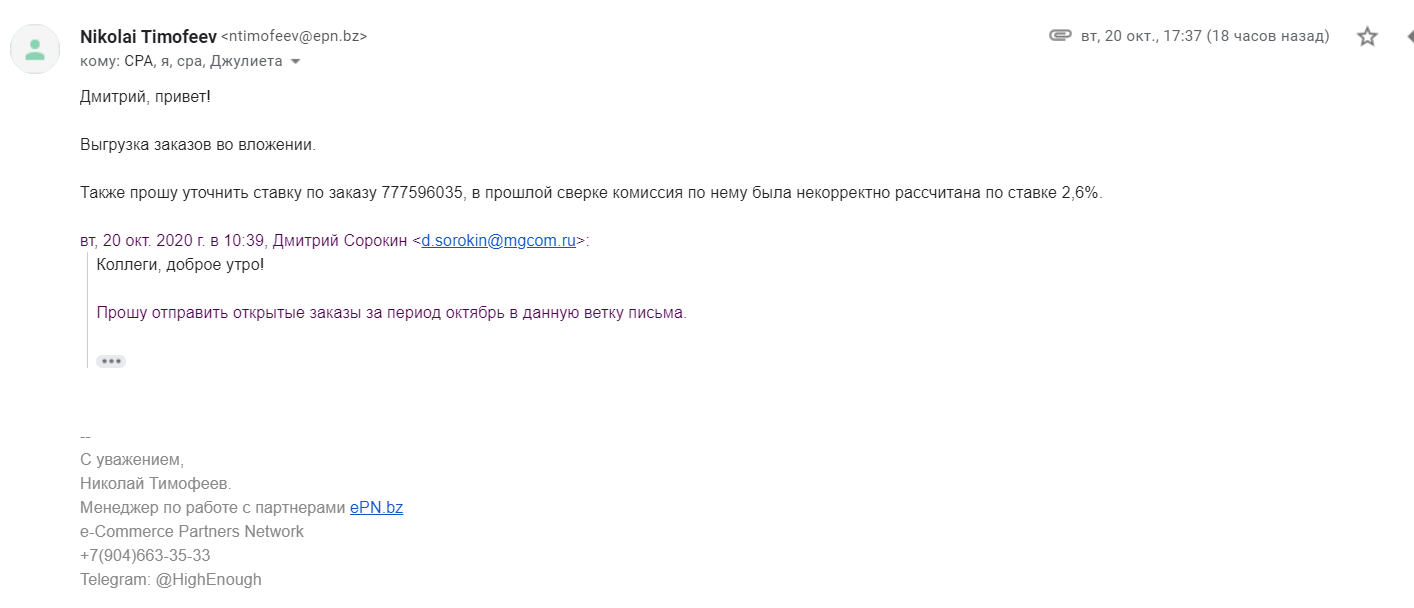 Nikolai Timofeev <ntimofeev@epn.bz>
вт, 20 окт., 17:37 (18 часов назад)
кому: CPA, я, cpa, Джулиета
Дмитрий, привет!
Выгрузка заказов во вложении.
Также прошу уточнить ставку по заказу 777596035, в прошлой сверке комиссия по нему была некорректно рассчитана по ставке 2,6%.
вт, 20 окт. 2020 г. в 10:39, Дмитрий Сорокин <d.sorokin@mgcom.ru>:
Коллеги, доброе утро!
Прошу отправить открытые заказы за период октябрь в данную ветку письма.
--
С уважением,
Николай Тимофеев.
Менеджер по работе с партнерами ePN.bz
e-Commerce Partners Network
+7(904)663-35-33
Telegram: @HighEnough